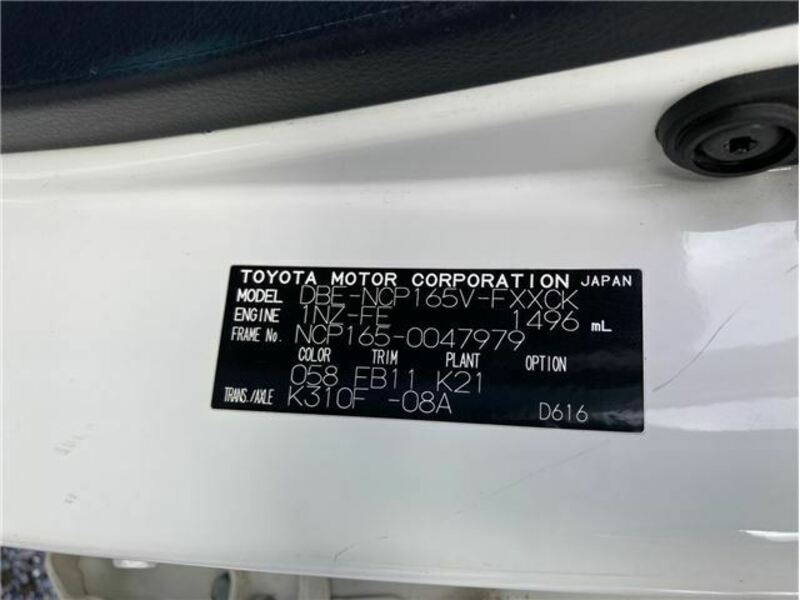 TOYOTA MOTOR CORPORATION JAPAN
MODEL DBE-NCP165V-FXXCK
ENGINE 1NZ-FE 1496 mL
FRAME No. NCP165-0047979
COLOR TRIM PLANT OPTION
058 FB11 K21
TRANS./AXLE K310F -08A
D616